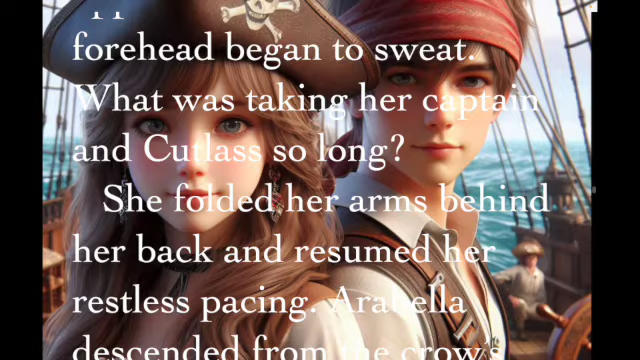 forehead began to sweat.
What was taking her captain
and Cutlass so long?
She folded her arms behind
her back and resumed her
restless pacing. Arabella
descended from the crow's